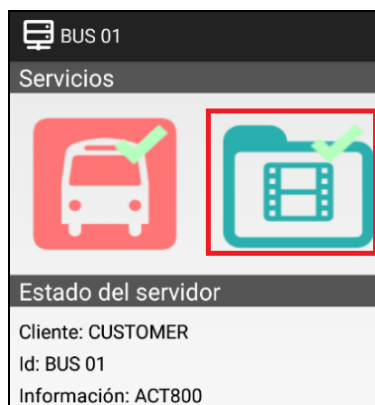 BUS 01
Servicios
Estado del servidor
Cliente: CUSTOMER
Id: BUS 01
Información: ACT800